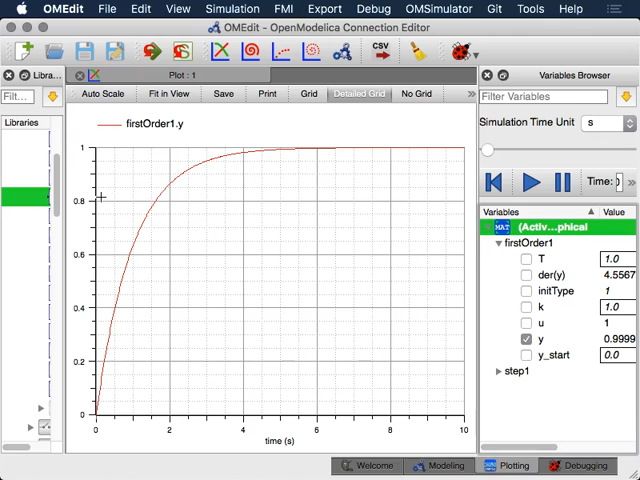 OMEdit File Edit View Simulation FMI Export Debug OMSimulator Git Tools Help
OMEdit - OpenModelica Connection Editor
CSV
Libra... Plot : 1 Variables Browser
Filt... Auto Scale Fit in View Save Print Grid Detailed Grid No Grid » Filter Variables
Libraries
firstOrder1.y
Simulation Time Unit s
Time: 0 »
Variables Value
MAT (Activ...phical
firstOrder1
T 1.0
der(y) 4.5567
initType 1
k 1.0
u 1
y 0.9999
y_start 0.0
step1
1
0.8
0.6
0.4
0.2
0
0 2 4 6 8 10
time (s)
Welcome Modeling Plotting Debugging